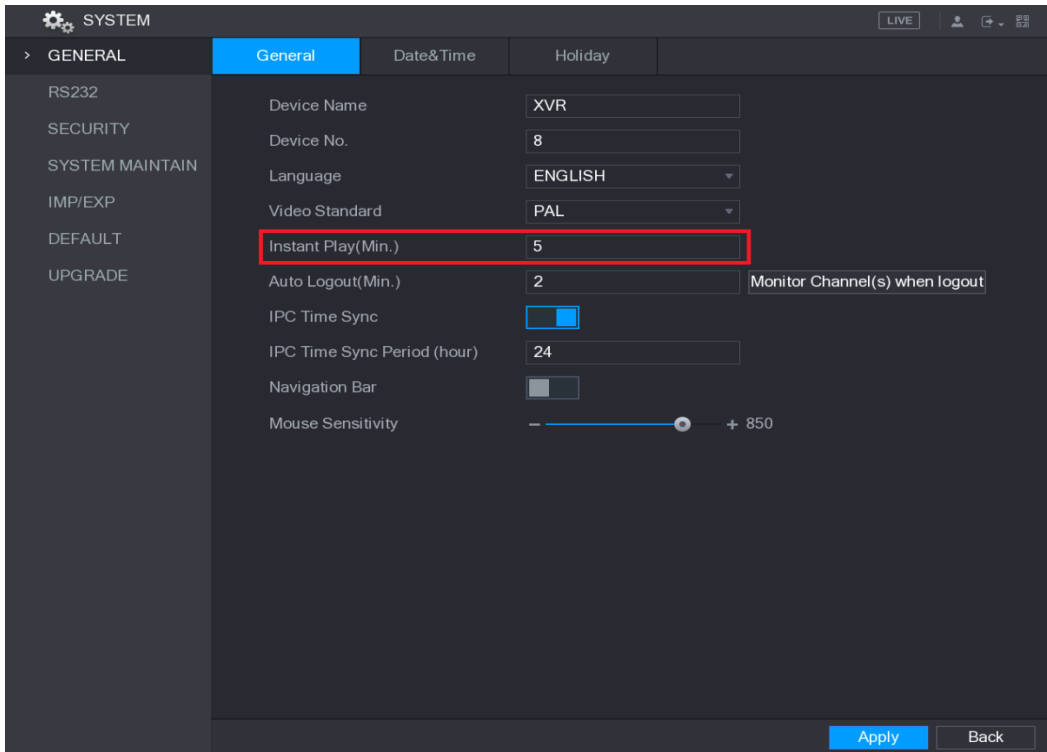 SYSTEM
LIVE
GENERAL
RS232
SECURITY
SYSTEM MAINTAIN
IMP/EXP
DEFAULT
UPGRADE
General Date&Time Holiday
Device Name XVR
Device No. 8
Language ENGLISH
Video Standard PAL
Instant Play(Min.) 5
Auto Logout(Min.) 2 Monitor Channel(s) when logout
IPC Time Sync
IPC Time Sync Period (hour) 24
Navigation Bar
Mouse Sensitivity 850
Apply Back